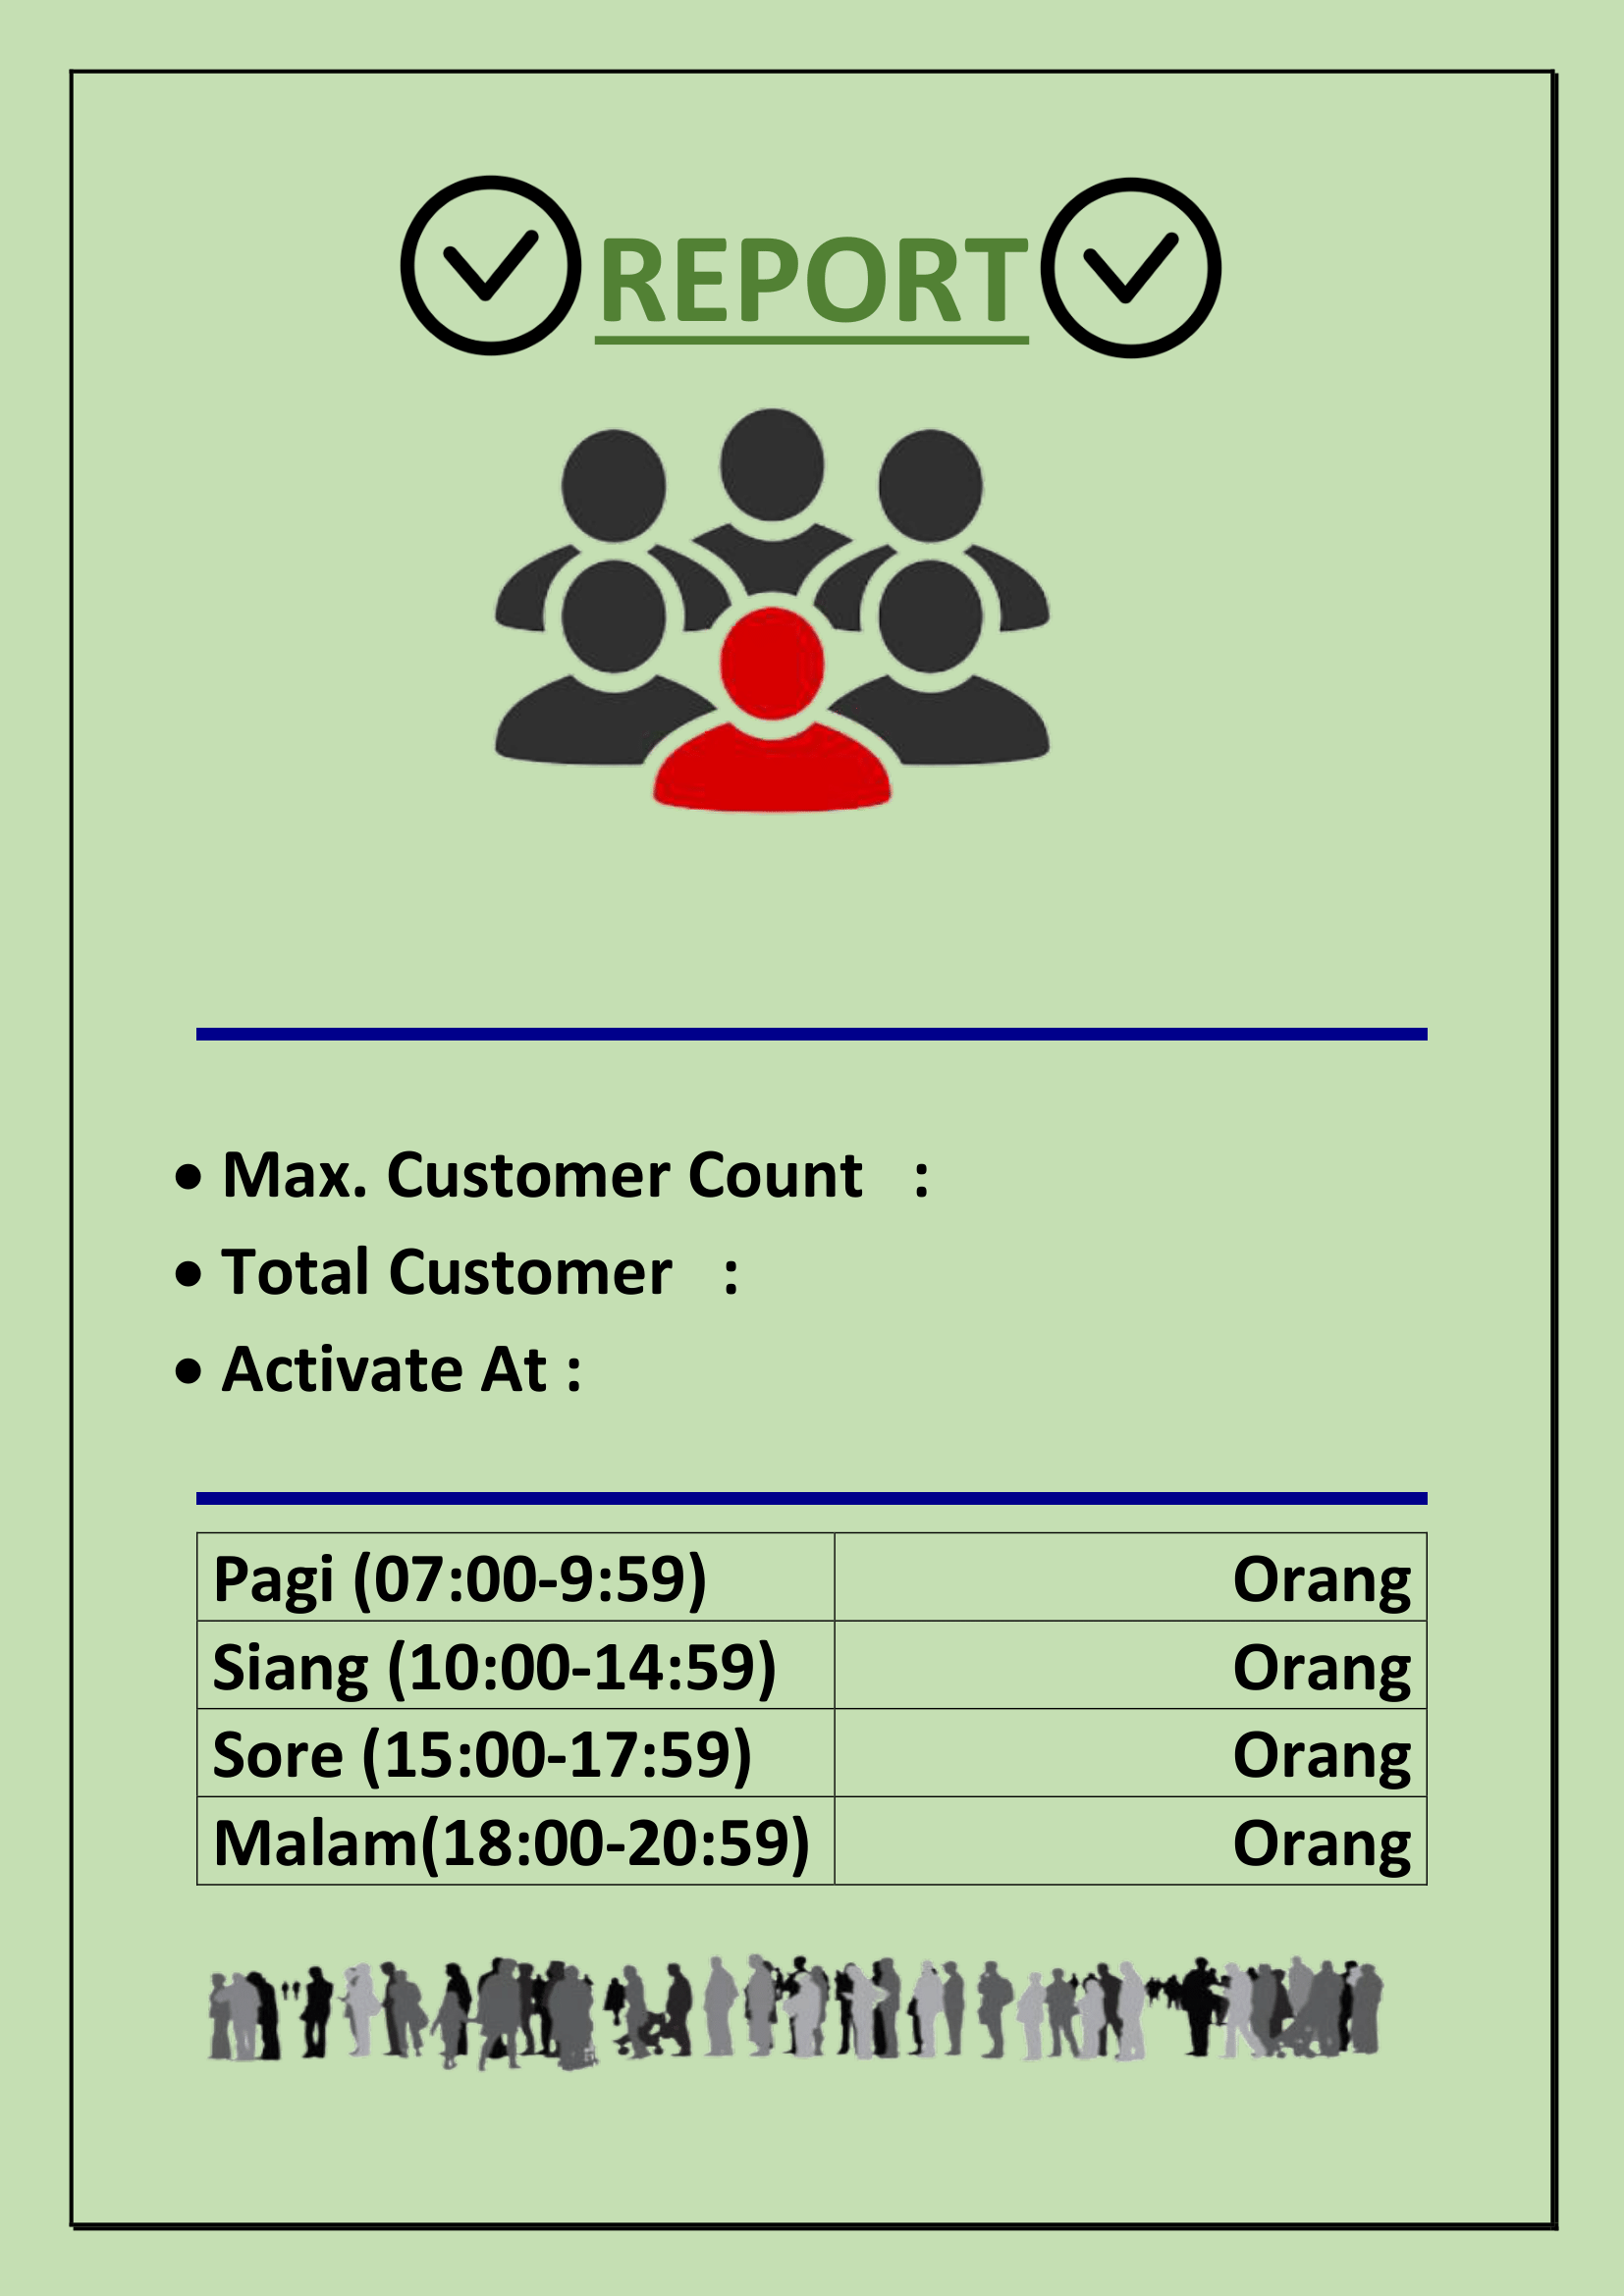 REPORT
• Max. Customer Count :
• Total Customer :
• Activate At :
Pagi (07:00-9:59) Orang
Siang (10:00-14:59) Orang
Sore (15:00-17:59) Orang
Malam(18:00-20:59) Orang